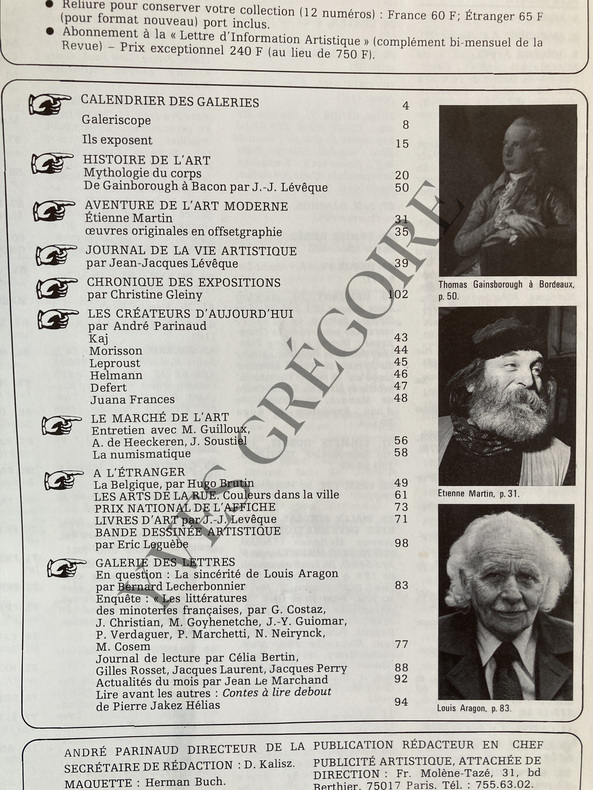 ● Reliure pour conserver votre collection (12 numéros) : France 60 F; Étranger 65 F
(pour format nouveau) port inclus.
● Abonnement à la « Lettre d'Information Artistique » (complément bi-mensuel de la
Revue) – Prix exceptionnel 240 F (au lieu de 750 F).
CALENDRIER DES GALERIES 4
Galeriscope 8
Ils exposent 15
HISTOIRE DE L'ART
Mythologie du corps 20
De Gainborough à Bacon par J.-J. Lévêque 50
AVENTURE DE L'ART MODERNE
Étienne Martin 31
œuvres originales en offsetgraphie 35
JOURNAL DE LA VIE ARTISTIQUE
par Jean-Jacques Lévêque 39
CHRONIQUE DES EXPOSITIONS
par Christine Gleiny 102
LES CRÉATEURS D'AUJOURD'HUI
par André Parinaud
Kaj 43
Morisson 44
Leproust 45
Helmann 46
Defert 47
Juana Frances 48
LE MARCHÉ DE L'ART
Entretien avec M. Guilloux,
A. de Heeckeren, J. Soustiel 56
La numismatique 58
A L'ÉTRANGER
La Belgique, par Hugo Brutin 49
LES ARTS DE LA RUE. Couleurs dans la ville 61
PRIX NATIONAL DE L'AFFICHE 73
LIVRES D'ART par J.-J. Levêque 71
BANDE DESSINÉE ARTISTIQUE
par Eric Leguèbe 98
GALERIE DES LETTRES
En question : La sincérité de Louis Aragon
par Bernard Lecherbonnier 83
Enquête : « Les littératures
des minoteries françaises, par G. Costaz,
J. Christian, M. Goyhenetche, J.-Y. Guiomar,
P. Verdaguer, P. Marchetti, N. Neirynck,
M. Cosem 77
Journal de lecture par Célia Bertin,
Gilles Rosset, Jacques Laurent, Jacques Perry 88
Actualités du mois par Jean Le Marchand 92
Lire avant les autres : Contes à lire debout
de Pierre Jakez Hélias 94
Thomas Gainsborough à Bordeaux,
p. 50.
Etienne Martin, p. 31.
Louis Aragon, p. 83.
YVES GRÉGOIRE
ANDRÉ PARINAUD DIRECTEUR DE LA PUBLICATION RÉDACTEUR EN CHEF
SECRÉTAIRE DE RÉDACTION : D. Kalisz.
MAQUETTE : Herman Buch.
PUBLICITÉ ARTISTIQUE, ATTACHÉE DE
DIRECTION : Fr. Molène-Tazé, 31, bd
Berthier, 75017 Paris. Tél. : 755.63.02.